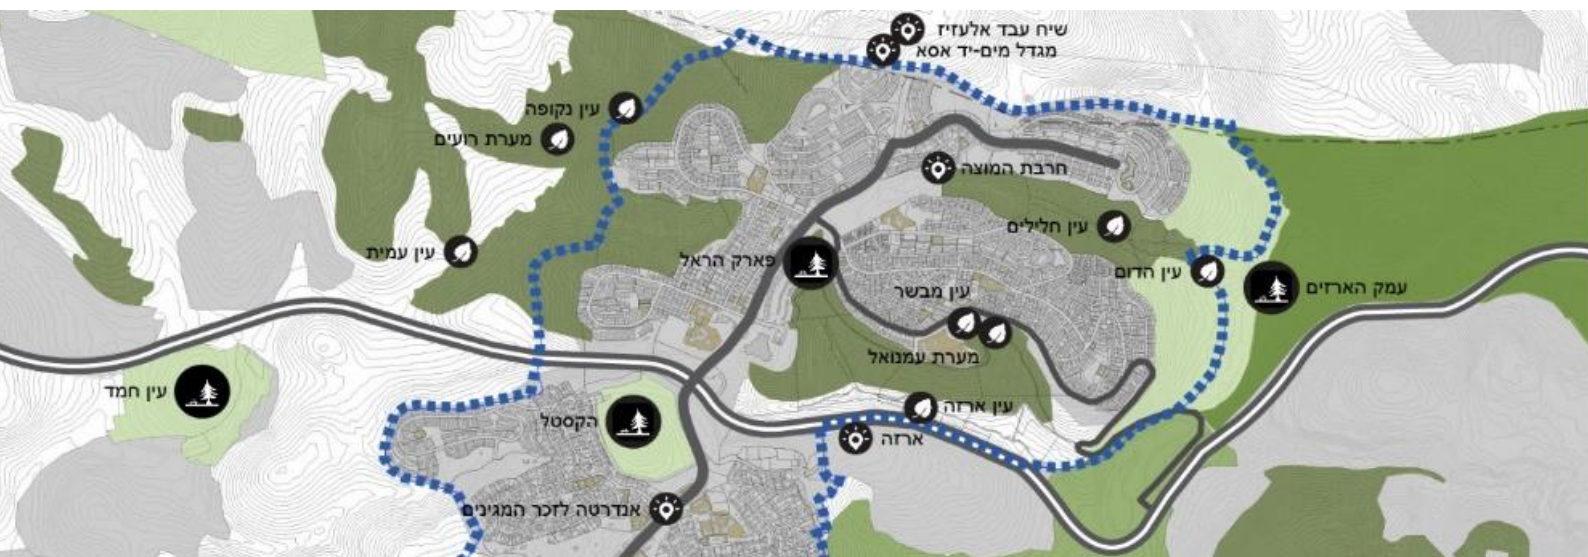 שיח עבד אלעזיז
מגדל מים-יד אסא
עין נקופה
מערת רועים
חרבת המוצה
עין חלילים
עין עמית
פארק הראל
עין הדום
עמק הארזים
עין מבשר
מערת עמנואל
עין חמד
הקסטל
עין ארזה
ארזה
אנדרטה לזכר המגינים